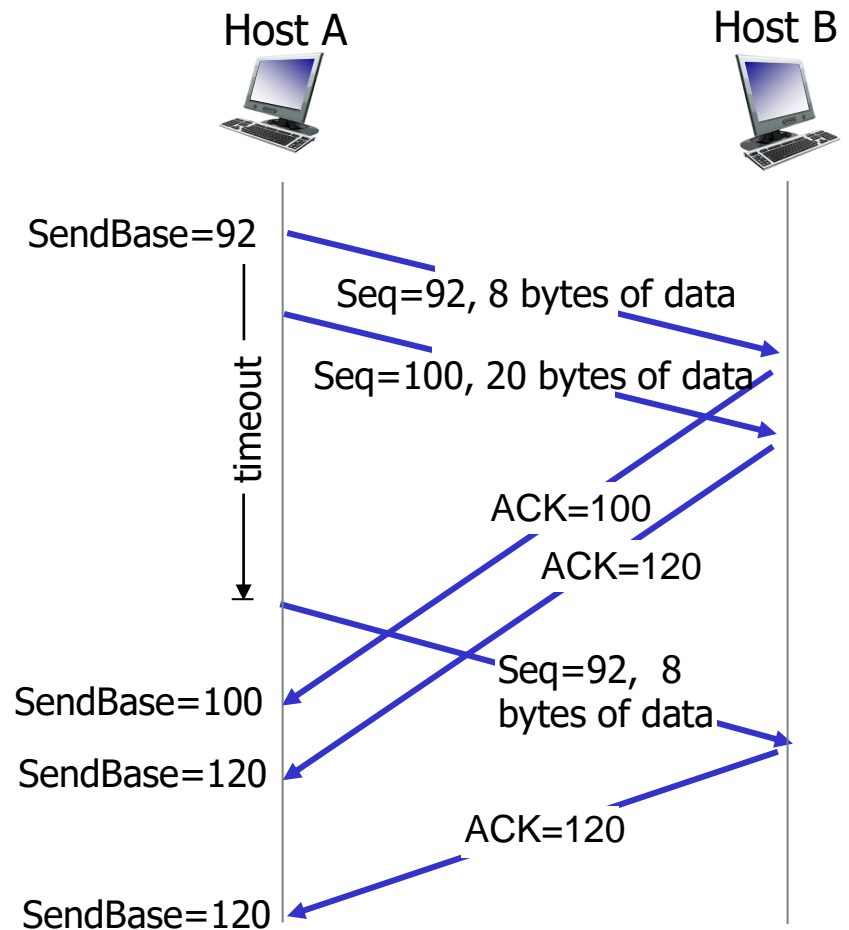 Host A
Host B
SendBase=92
Seq=92, 8 bytes of data
Seq=100, 20 bytes of data
timeout
ACK=100
ACK=120
Seq=92,  8
bytes of data
SendBase=100
SendBase=120
ACK=120
SendBase=120